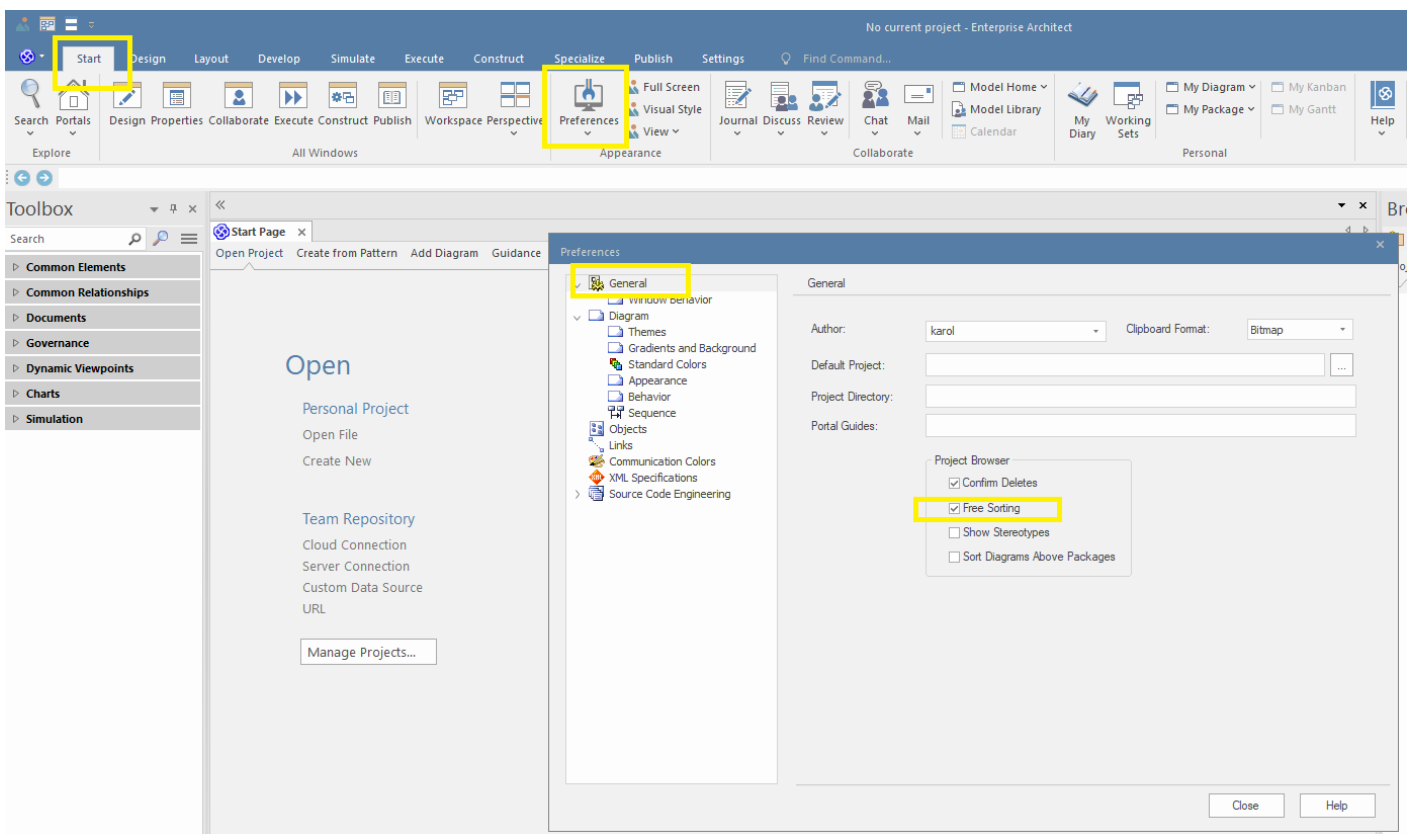 No current project - Enterprise Architect
Start Design Layout Develop Simulate Execute Construct Specialize Publish Settings Find Command...
Search Portals Design Properties Collaborate Execute Construct Publish Workspace Perspective Preferences Full Screen Visual Style View Journal Discuss Review Chat Mail Model Home Model Library Calendar My Diary Working Sets My Diagram My Package My Kanban My Gantt Help
Explore All Windows Appearance Collaborate Personal
Toolbox
Search
Common Elements
Common Relationships
Documents
Governance
Dynamic Viewpoints
Charts
Simulation
Start Page
Open Project Create from Pattern Add Diagram Guidance
Open
Personal Project
Open File
Create New
Team Repository
Cloud Connection
Server Connection
Custom Data Source
URL
Manage Projects...
Preferences
General
Window Behavior
Diagram
Themes
Gradients and Background
Standard Colors
Appearance
Behavior
Sequence
Objects
Links
Communication Colors
XML Specifications
Source Code Engineering
General
Author: karol Clipboard Format: Bitmap
Default Project: ...
Project Directory:
Portal Guides:
Project Browser
Confirm Deletes
Free Sorting
Show Stereotypes
Sort Diagrams Above Packages
Close Help